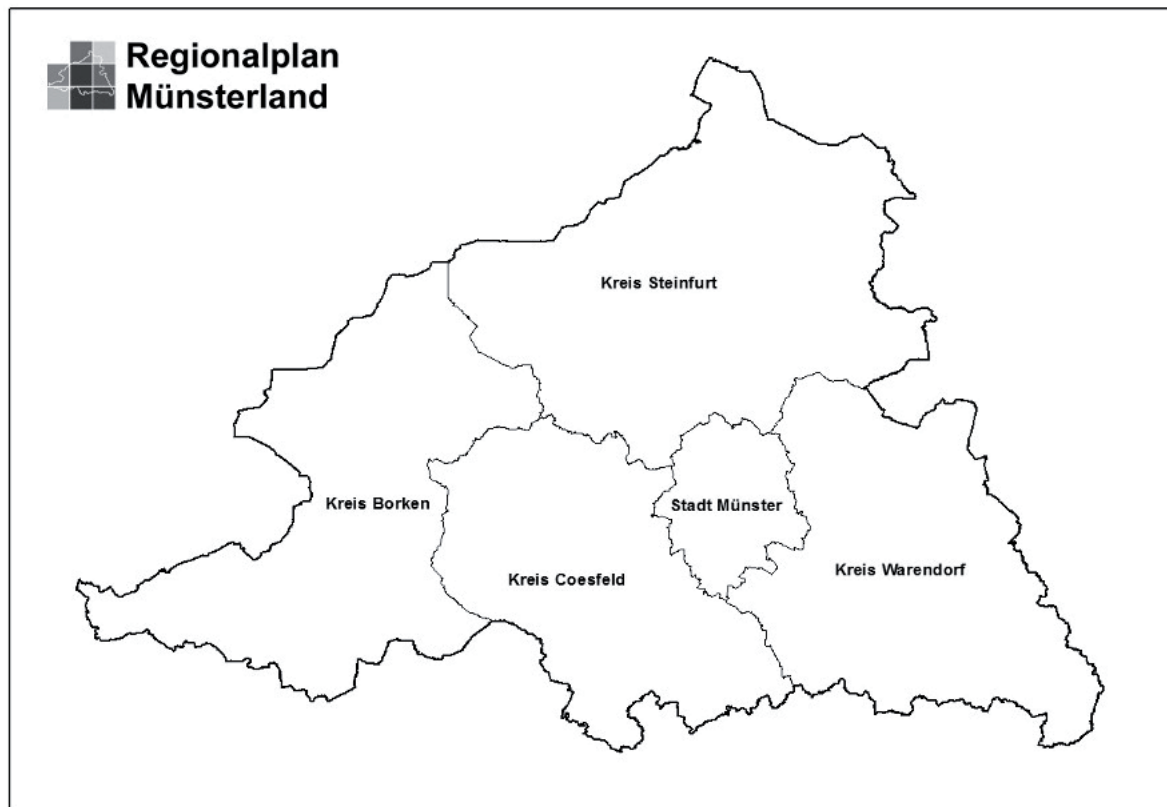 Regionalplan
Münsterland
Kreis Steinfurt
Kreis Borken
Stadt Münster
Kreis Coesfeld
Kreis Warendorf